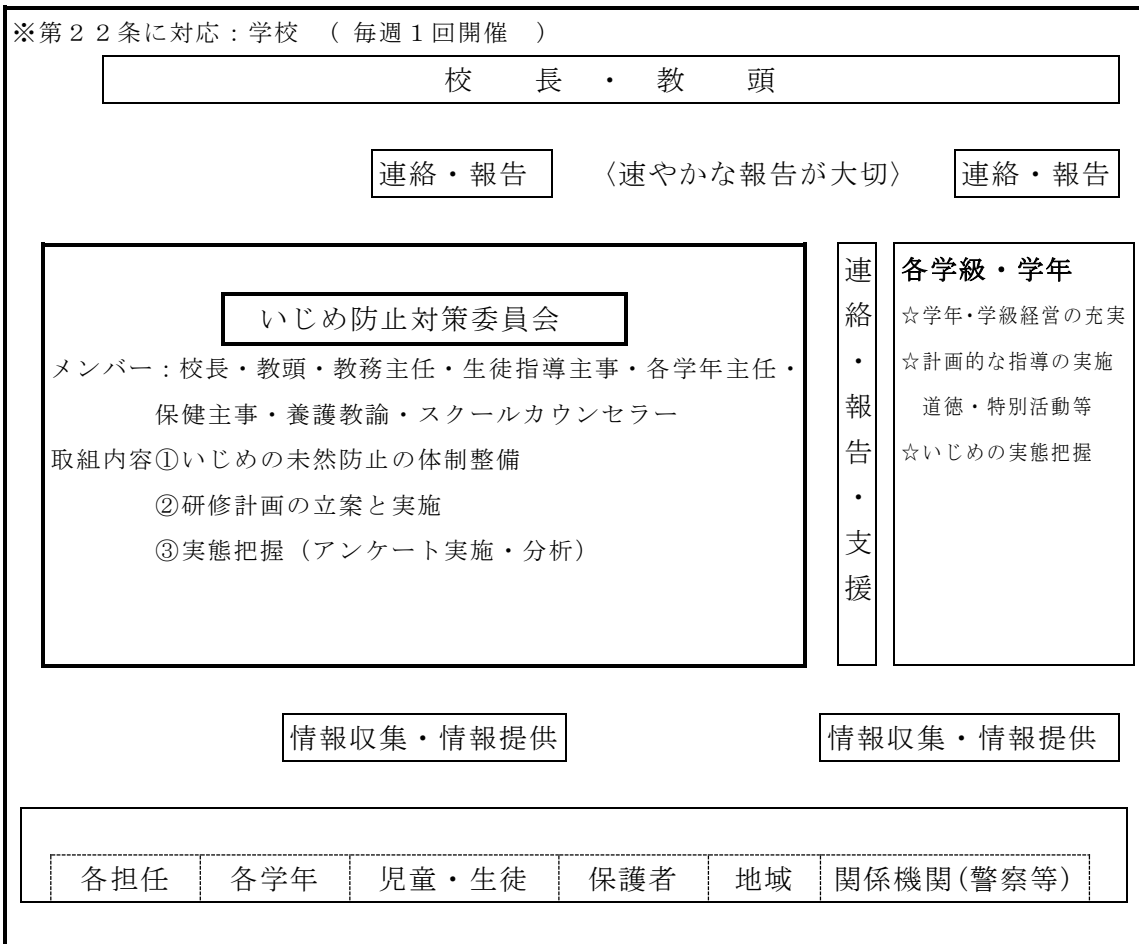 ※第２２条に対応：学校　（ 毎週１回開催　）
校　長　・　教　頭
連絡・報告
〈速やかな報告が大切〉
連絡・報告
いじめ防止対策委員会
メンバー：校長・教頭・教務主任・生徒指導主事・各学年主任・
保健主事・養護教諭・スクールカウンセラー
取組内容①いじめの未然防止の体制整備
②研修計画の立案と実施
③実態把握（アンケート実施・分析）
連絡・報告・支援
各学級・学年
☆学年・学級経営の充実
☆計画的な指導の実施
道徳・特別活動等
☆いじめの実態把握
情報収集・情報提供
情報収集・情報提供
各担任　各学年　児童・生徒　保護者　地域　関係機関(警察等)